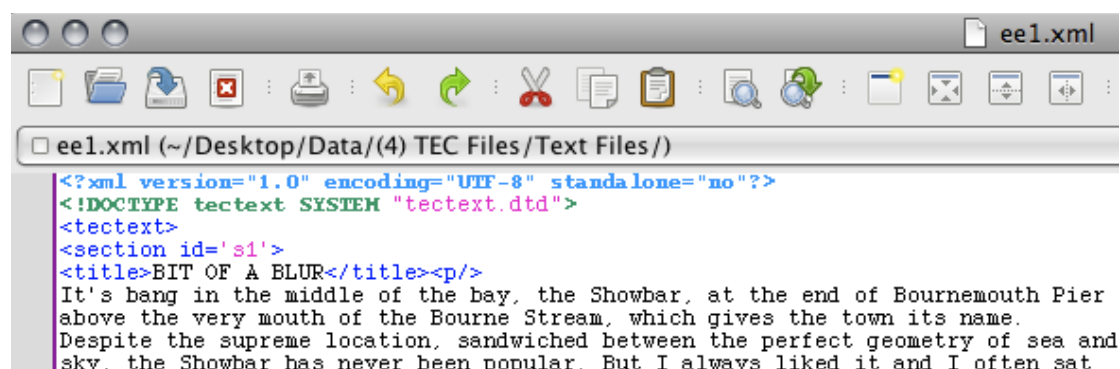 ee1.xml
ee1.xml (~/Desktop/Data/(4) TEC Files/Text Files/)
<?xml version="1.0" encoding="UTF-8" standalone="no"?>
<!DOCTYPE tectext SYSTEM "tectext.dtd">
<tectext>
<section id='s1'>
<title>BIT OF A BLUR</title><p/>
It's bang in the middle of the bay, the Showbar, at the end of Bournemouth Pier
above the very mouth of the Bourne Stream, which gives the town its name.
Despite the supreme location, sandwiched between the perfect geometry of sea and
sky, the Showbar has never been popular. But I always liked it and I often sat